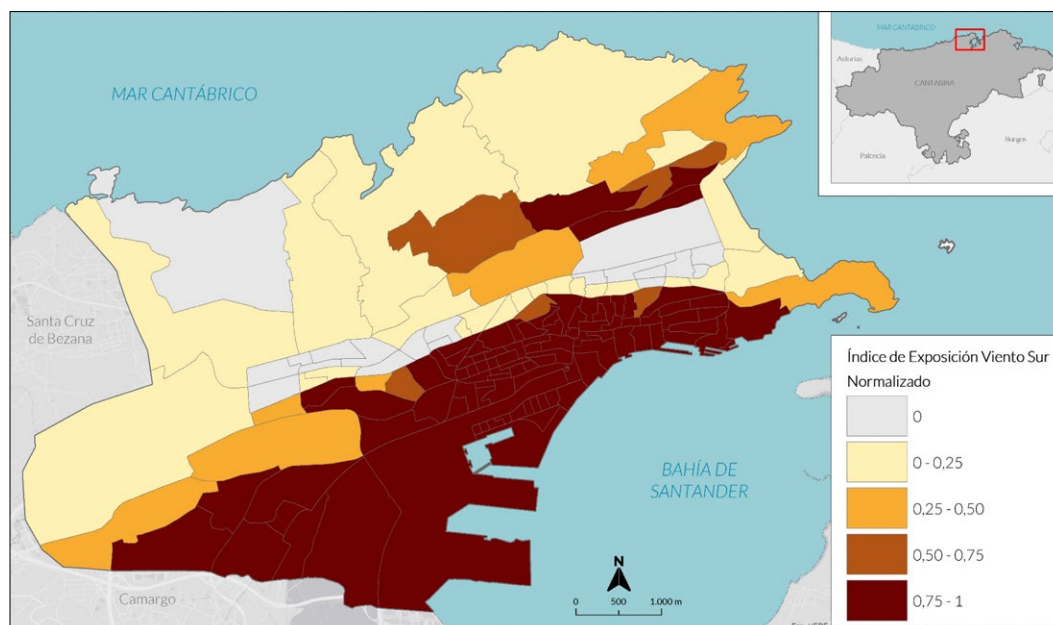 MAR CANTÁBRICO
MAR CANTÁBRICO
Asturias
CANTABRIA
Palencia
Burgos
Santa Cruz
de Bezana
BAHÍA DE
SANTANDER
Camargo
N
0 500 1.000 m
Índice de Exposición Viento Sur
Normalizado
0
0 - 0,25
0,25 - 0,50
0,50 - 0,75
0,75 - 1